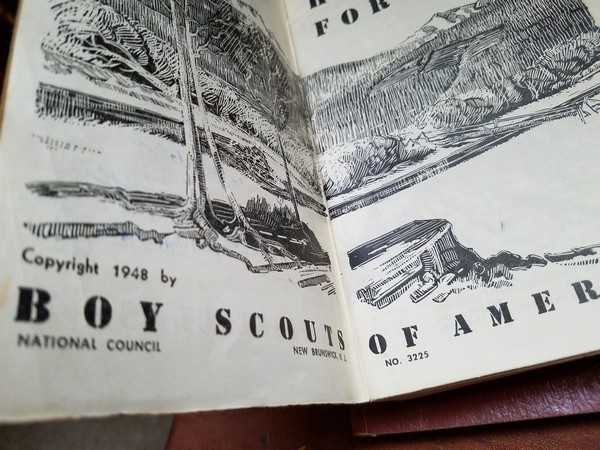 FOR
Copyright 1948 by
BOY SCOUTS OF AMER
NATIONAL COUNCIL
NEW BRUNSWICK, N. J.
NO. 3225